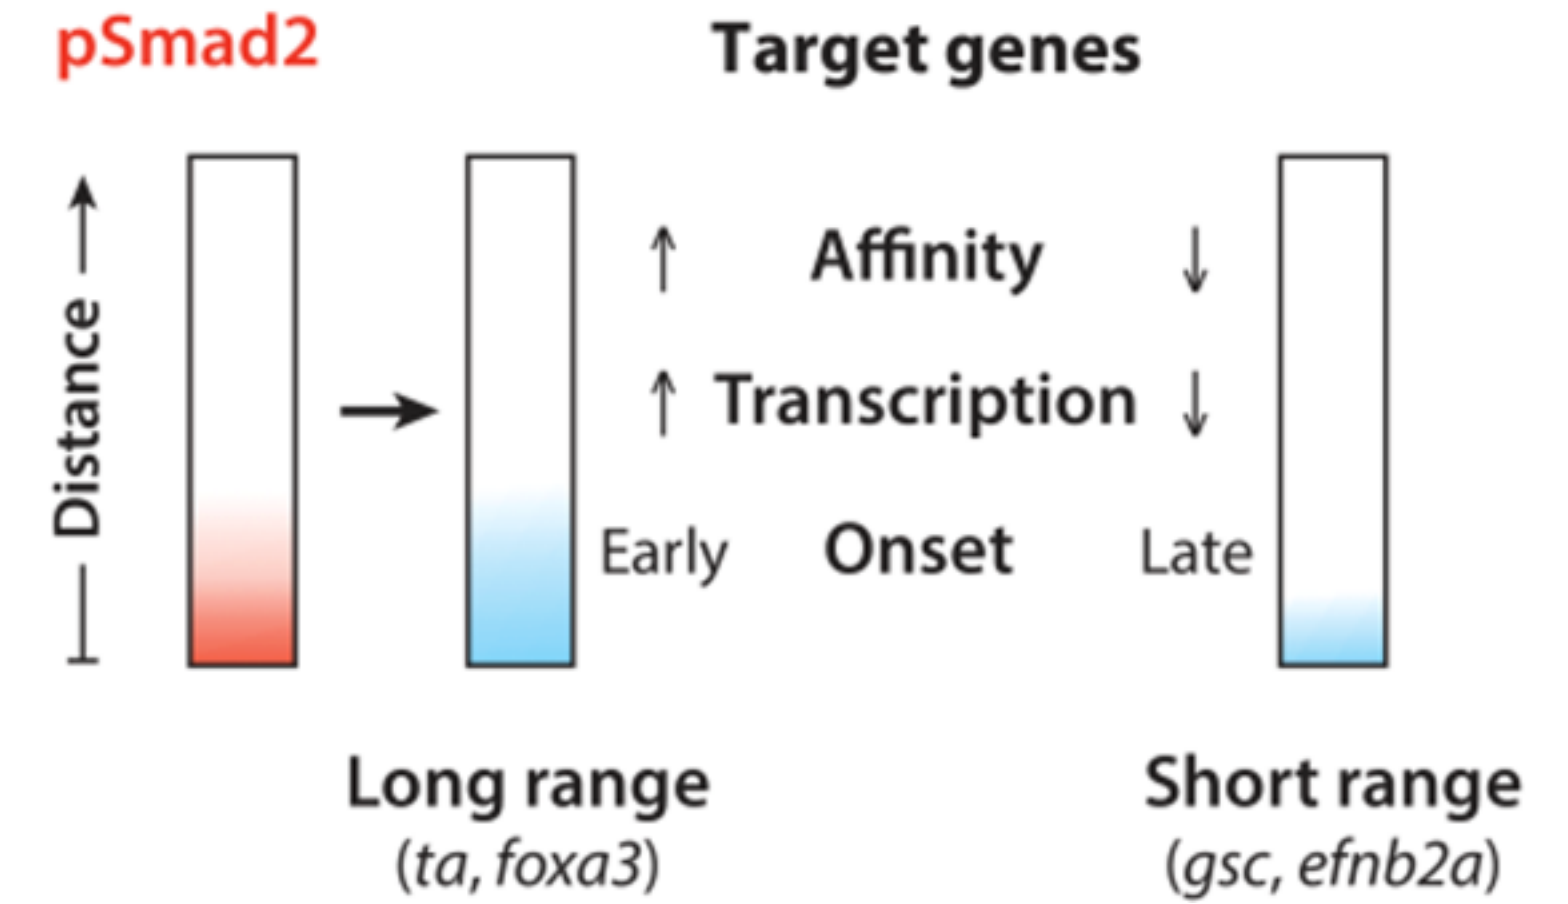 pSmad2
Target genes
Distance
Affinity
Transcription
Early Onset Late
Long range
(ta, foxa3)
Short range
(gsc, efnb2a)